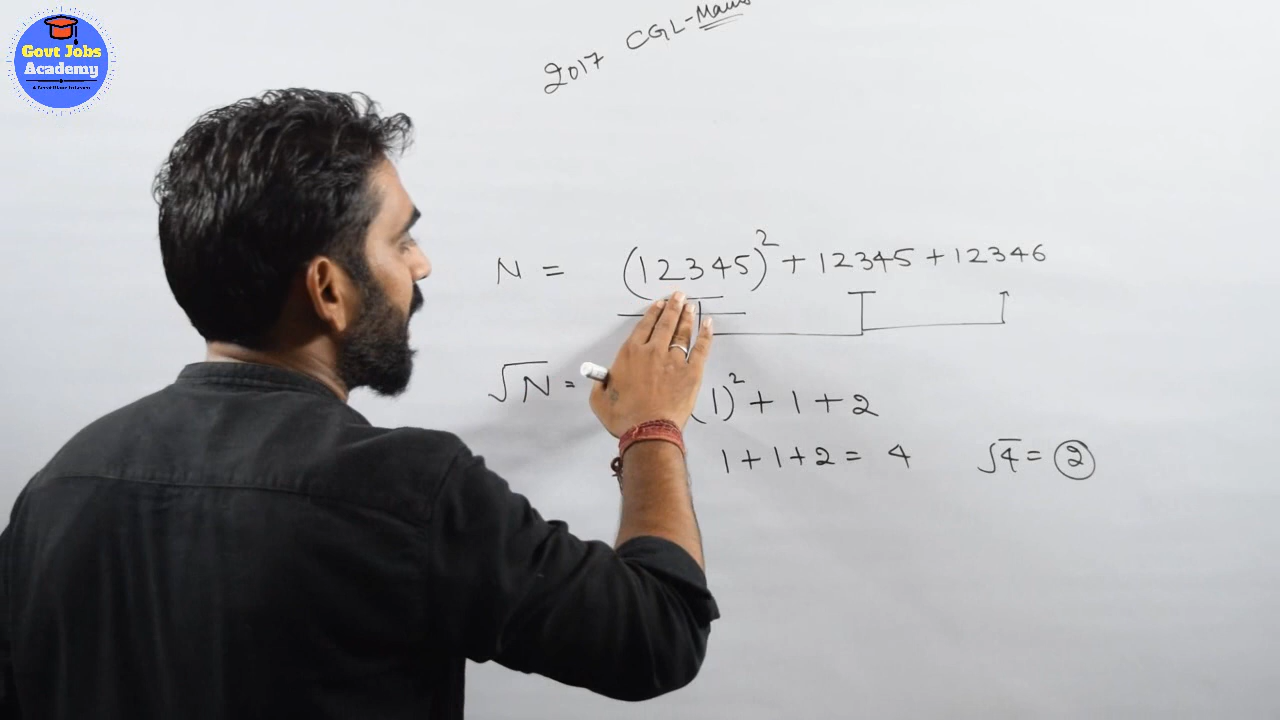 Govt Jobs
Academy
2017 CGL-Mains
N = (12345)² + 12345 + 12346
√N =
(1)² + 1 + 2
1 + 1 + 2 = 4 √4 = 2